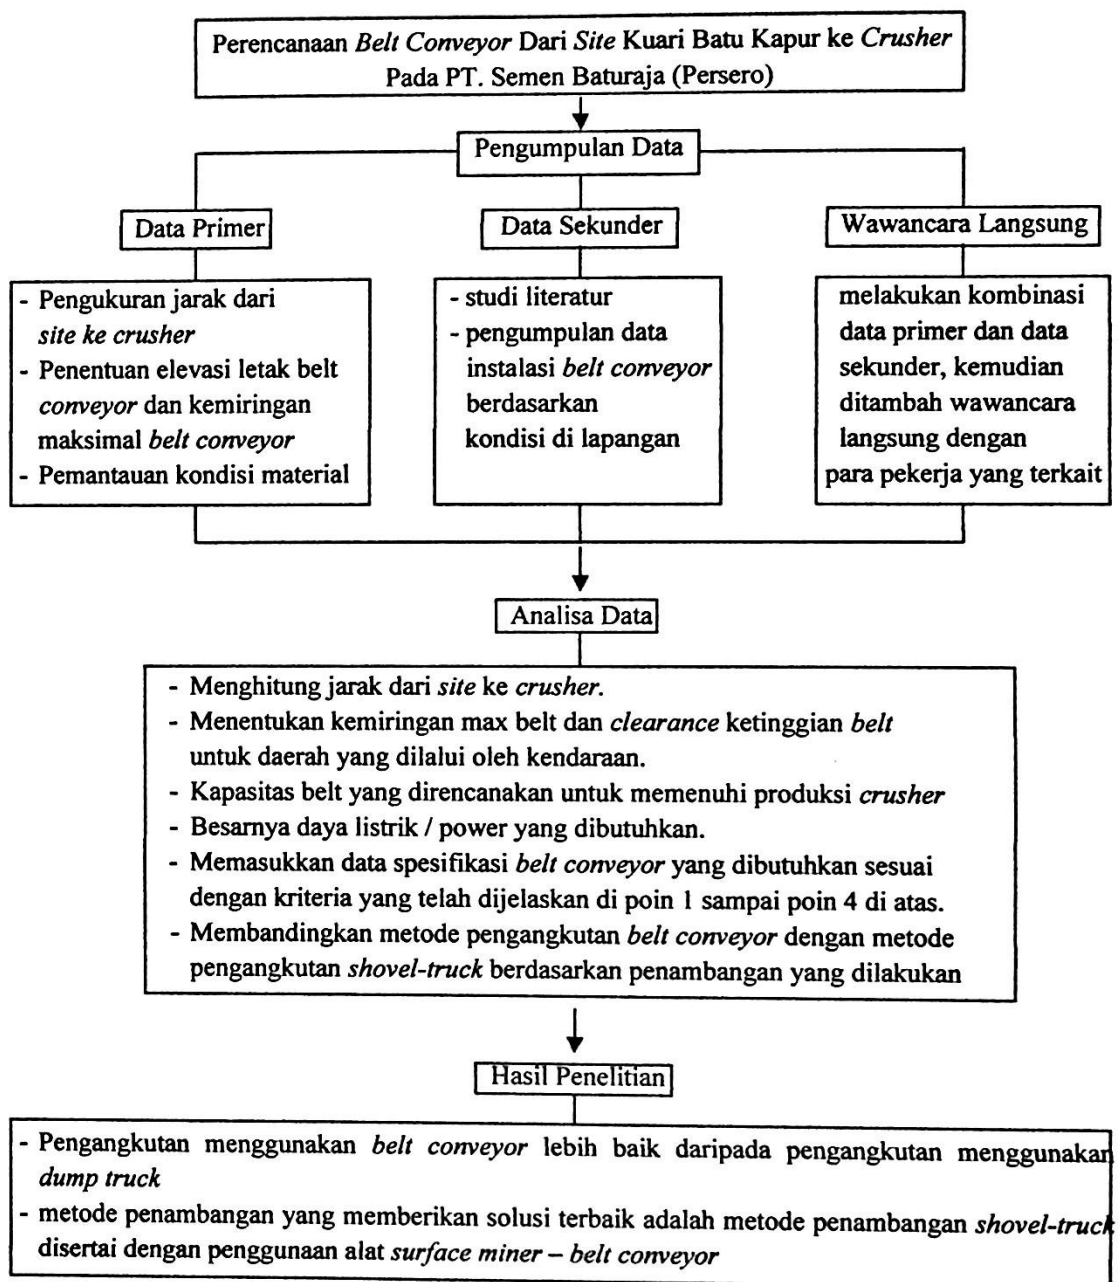 Perencanaan Belt Conveyor Dari Site Kuari Batu Kapur ke Crusher
Pada PT. Semen Baturaja (Persero)
Pengumpulan Data
Data Primer
Data Sekunder
Wawancara Langsung
- Pengukuran jarak dari
site ke crusher
- Penentuan elevasi letak belt
conveyor dan kemiringan
maksimal belt conveyor
- Pemantauan kondisi material
- studi literatur
- pengumpulan data
instalasi belt conveyor
berdasarkan
kondisi di lapangan
melakukan kombinasi
data primer dan data
sekunder, kemudian
ditambah wawancara
langsung dengan
para pekerja yang terkait
Analisa Data
- Menghitung jarak dari site ke crusher.
- Menentukan kemiringan max belt dan clearance ketinggian belt
untuk daerah yang dilalui oleh kendaraan.
- Kapasitas belt yang direncanakan untuk memenuhi produksi crusher
- Besarnya daya listrik / power yang dibutuhkan.
- Memasukkan data spesifikasi belt conveyor yang dibutuhkan sesuai
dengan kriteria yang telah dijelaskan di poin 1 sampai poin 4 di atas.
- Membandingkan metode pengangkutan belt conveyor dengan metode
pengangkutan shovel-truck berdasarkan penambangan yang dilakukan
Hasil Penelitian
- Pengangkutan menggunakan belt conveyor lebih baik daripada pengangkutan menggunakan
dump truck
- metode penambangan yang memberikan solusi terbaik adalah metode penambangan shovel-truck
disertai dengan penggunaan alat surface miner – belt conveyor